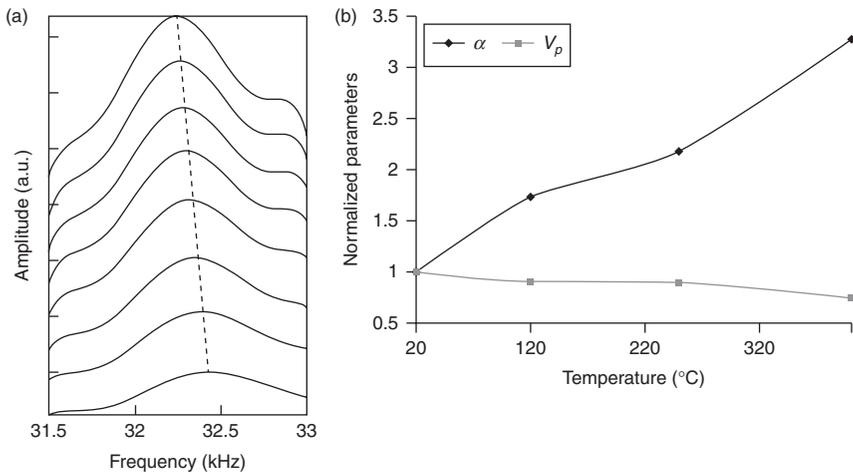 (a)
Amplitude (a.u.)
31.5 32 32.5 33
Frequency (kHz)
(b)
α Vp
Normalized parameters
3.5
3
2.5
2
1.5
1
0.5
20 120 220 320
Temperature (°C)